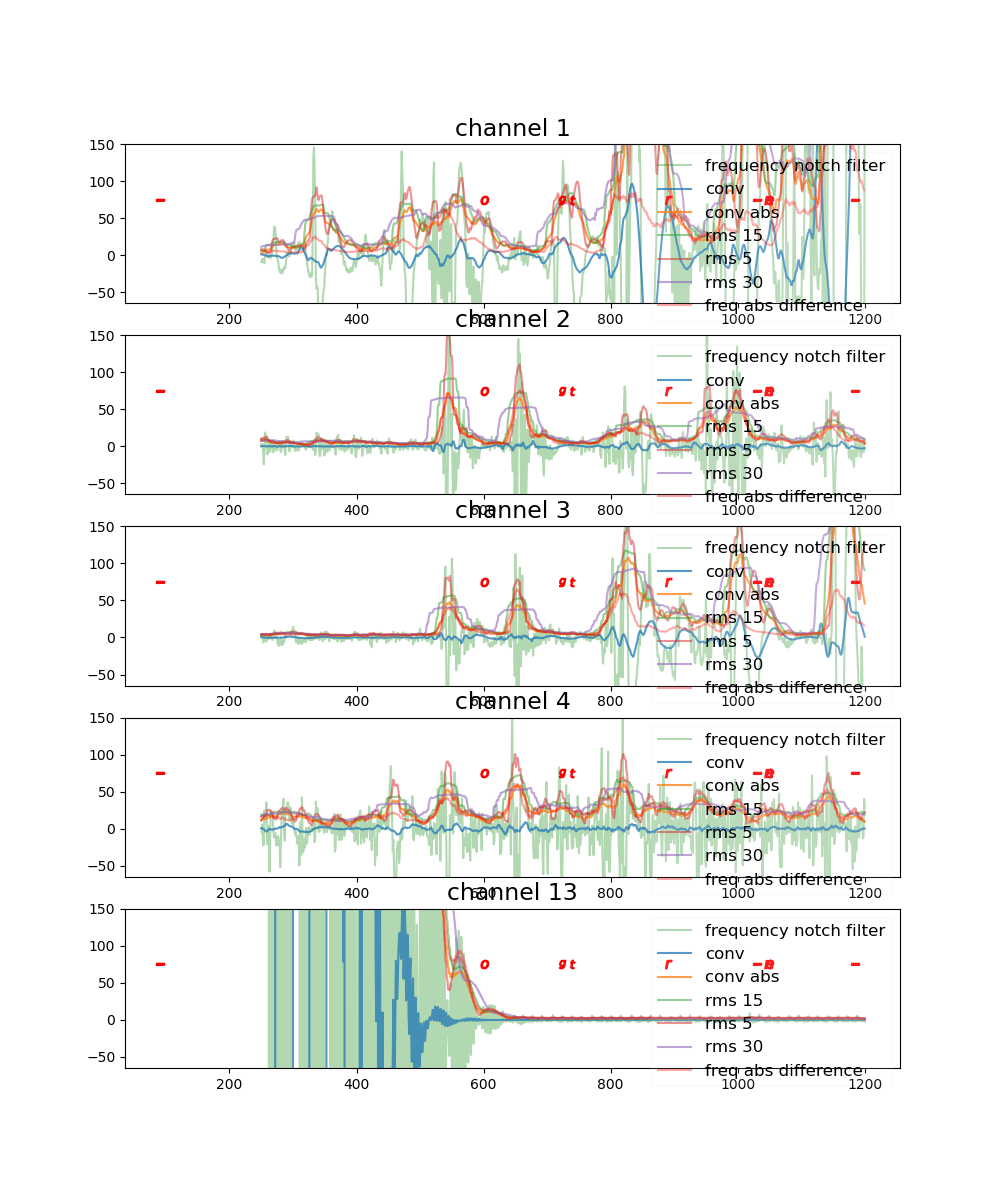 channel 1
150
100
50
0
−50
frequency notch filter
conv
conv abs
rms 15
rms 5
rms 30
freq abs difference
- o g t r - -
200 400 600 800 1000 1200
channel 2
150
100
50
0
−50
frequency notch filter
conv
conv abs
rms 15
rms 5
rms 30
freq abs difference
- o g t r - -
200 400 600 800 1000 1200
channel 3
150
100
50
0
−50
frequency notch filter
conv
conv abs
rms 15
rms 5
rms 30
freq abs difference
- o g t r - -
200 400 600 800 1000 1200
channel 4
150
100
50
0
−50
frequency notch filter
conv
conv abs
rms 15
rms 5
rms 30
freq abs difference
- o g t r - -
200 400 600 800 1000 1200
channel 13
150
100
50
0
−50
frequency notch filter
conv
conv abs
rms 15
rms 5
rms 30
freq abs difference
- o g t r - -
200 400 600 800 1000 1200